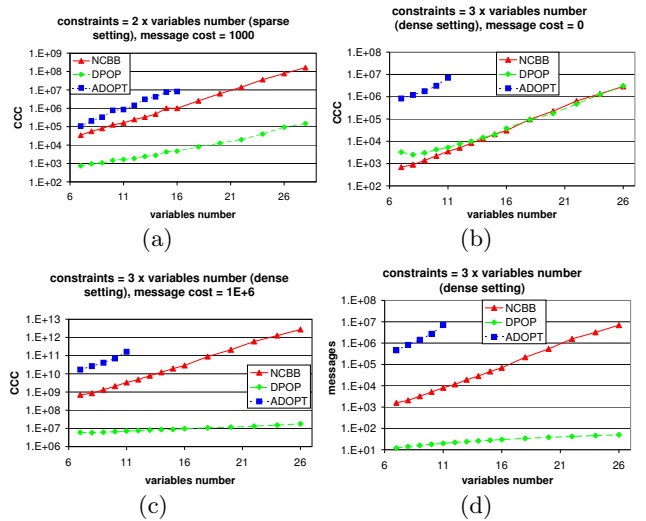 constraints = 2 x variables number (sparse
setting), message cost = 1000
1.E+09
1.E+08
1.E+07
1.E+06
1.E+05
1.E+04
1.E+03
1.E+02
CCC
NCBB
DPOP
ADOPT
6 11 16 21 26
variables number
(a)
constraints = 3 x variables number
(dense setting), message cost = 0
1.E+08
1.E+07
1.E+06
1.E+05
1.E+04
1.E+03
1.E+02
CCC
NCBB
DPOP
ADOPT
6 11 16 21 26
variables number
(b)
constraints = 3 x variables number (dense
setting), message cost = 1E+6
1.E+13
1.E+12
1.E+11
1.E+10
1.E+09
1.E+08
1.E+07
1.E+06
CCC
NCBB
DPOP
ADOPT
6 11 16 21 26
variables number
(c)
constraints = 3 x variables number
(dense setting)
1.E+08
1.E+07
1.E+06
1.E+05
1.E+04
1.E+03
1.E+02
1.E+01
messages
NCBB
DPOP
ADOPT
6 11 16 21 26
variables number
(d)